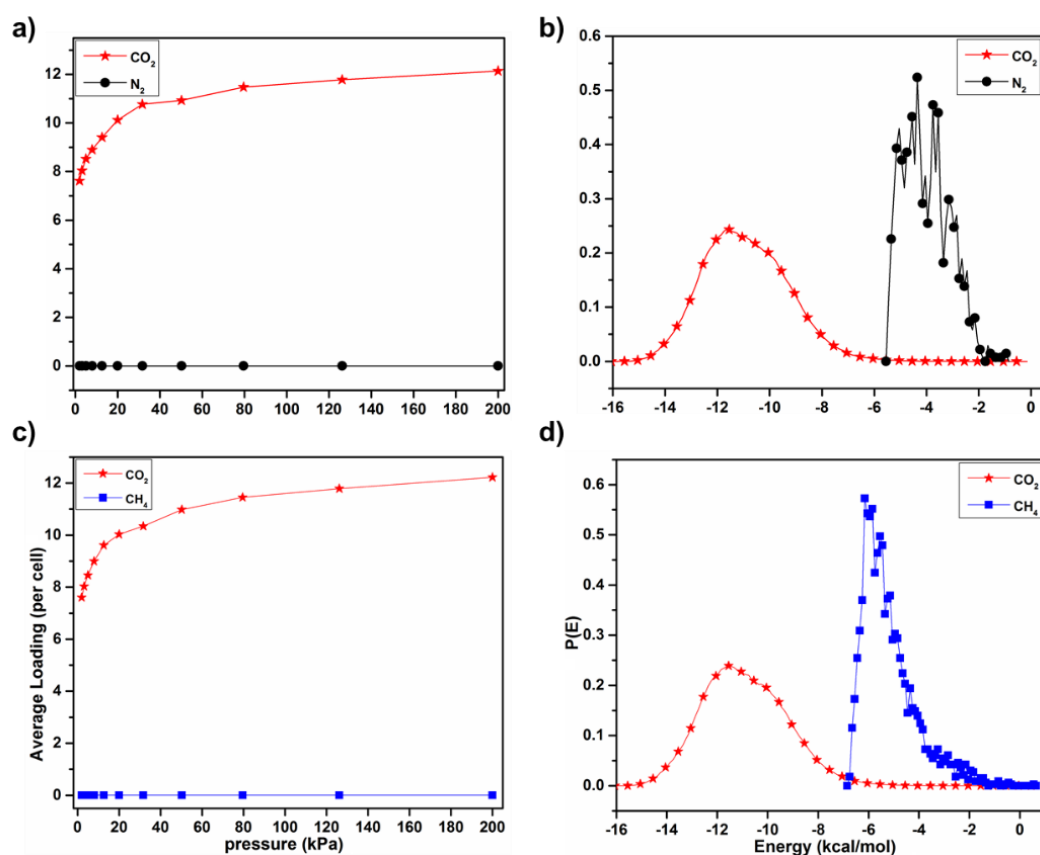 a)
CO₂
N₂
12
10
8
6
4
2
0
0 20 40 60 80 100 120 140 160 180 200
b)
CO₂
N₂
0.6
0.5
0.4
0.3
0.2
0.1
0.0
-16 -14 -12 -10 -8 -6 -4 -2 0
c)
CO₂
CH₄
Average Loading (per cell)
12
10
8
6
4
2
0
0 20 40 60 80 100 120 140 160 180 200
pressure (kPa)
d)
CO₂
CH₄
P(E)
0.6
0.5
0.4
0.3
0.2
0.1
0.0
-16 -14 -12 -10 -8 -6 -4 -2 0
Energy (kcal/mol)